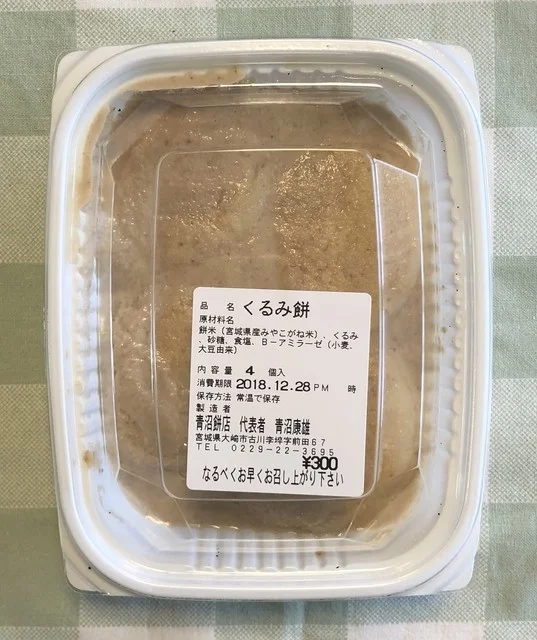 品 名 くるみ餅
原材料名
餅米（宮城県産みやこがね米）、くるみ
、砂糖、食塩、B－アミラーゼ（小麦、
大豆由来）
内容量 4 個入
消費期限 2018.12.28 PM 時
保存方法 常温で保存
製造者
青沼餅店 代表者 青沼康雄
宮城県大崎市古川李埣字前田67
TEL 0229-22-3695
¥300
なるべくお早くお召し上がり下さい